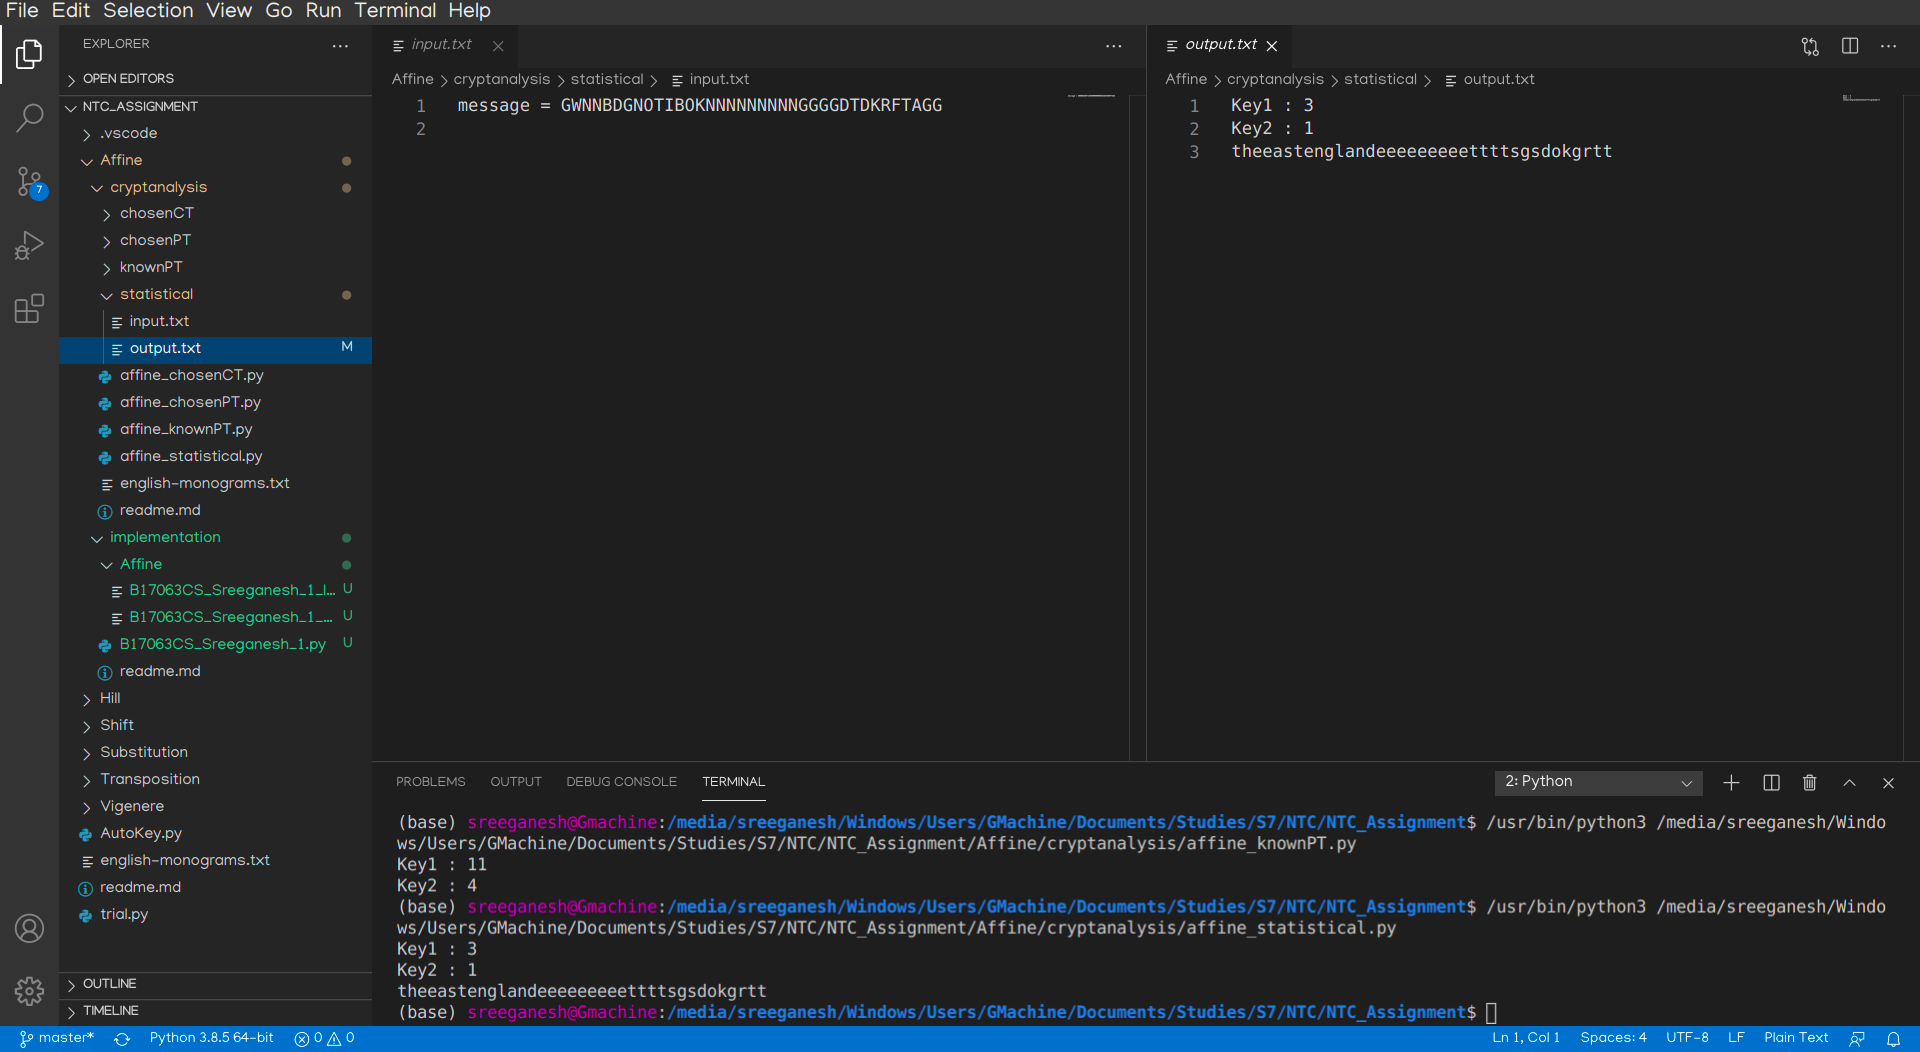 File Edit Selection View Go Run Terminal Help
EXPLORER
OPEN EDITORS
NTC_ASSIGNMENT
.vscode
Affine
cryptanalysis
chosenCT
chosenPT
knownPT
statistical
input.txt
output.txt M
affine_chosenCT.py
affine_chosenPT.py
affine_knownPT.py
affine_statistical.py
english-monograms.txt
readme.md
implementation
Affine
B17063CS_Sreeganesh_1_I... U
B17063CS_Sreeganesh_1_... U
B17063CS_Sreeganesh_1.py U
readme.md
Hill
Shift
Substitution
Transposition
Vigenere
AutoKey.py
english-monograms.txt
readme.md
trial.py
OUTLINE
TIMELINE
7
input.txt
Affine > cryptanalysis > statistical > input.txt
1 message = GWNNBDGNOTIBOKNNNNNNNNNGGGGDTDKRFTAGG
2
output.txt
Affine > cryptanalysis > statistical > output.txt
1 Key1 : 3
2 Key2 : 1
3 theeastenglandeeeeeeeeettttsgsdokgrtt
PROBLEMS OUTPUT DEBUG CONSOLE TERMINAL
2: Python
(base) sreeganesh@Gmachine:/media/sreeganesh/Windows/Users/GMachine/Documents/Studies/S7/NTC/NTC_Assignment$ /usr/bin/python3 /media/sreeganesh/Windo
ws/Users/GMachine/Documents/Studies/S7/NTC/NTC_Assignment/Affine/cryptanalysis/affine_knownPT.py
Key1 : 11
Key2 : 4
(base) sreeganesh@Gmachine:/media/sreeganesh/Windows/Users/GMachine/Documents/Studies/S7/NTC/NTC_Assignment$ /usr/bin/python3 /media/sreeganesh/Windo
ws/Users/GMachine/Documents/Studies/S7/NTC/NTC_Assignment/Affine/cryptanalysis/affine_statistical.py
Key1 : 3
Key2 : 1
theeastenglandeeeeeeeeettttsgsdokgrtt
(base) sreeganesh@Gmachine:/media/sreeganesh/Windows/Users/GMachine/Documents/Studies/S7/NTC/NTC_Assignment$
master* Python 3.8.5 64-bit 0 0 Ln 1, Col 1 Spaces: 4 UTF-8 LF Plain Text